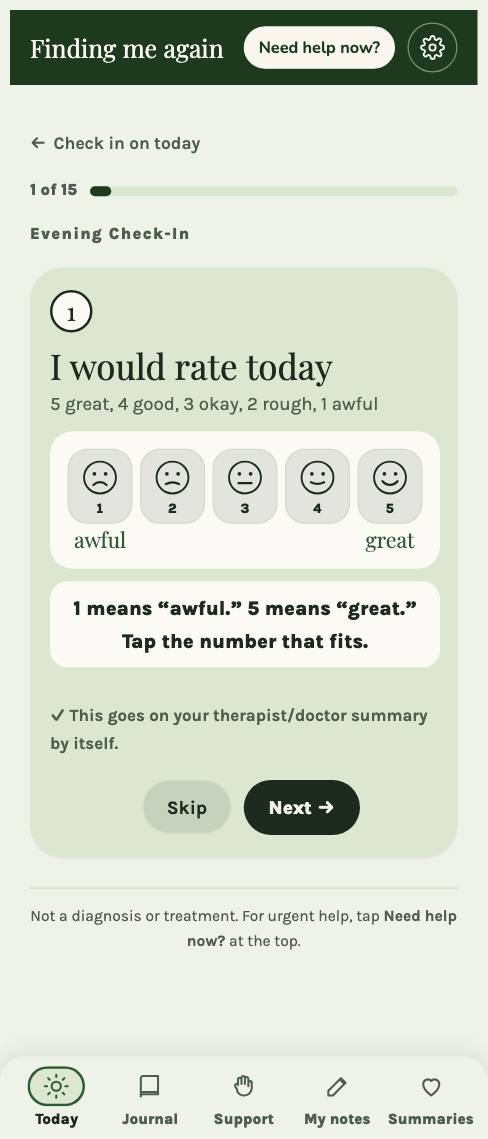 Finding me again
Need help now?
← Check in on today
1 of 15
Evening Check-In
1
I would rate today
5 great, 4 good, 3 okay, 2 rough, 1 awful
1 2 3 4 5
awful great
1 means “awful.” 5 means “great.”
Tap the number that fits.
✓ This goes on your therapist/doctor summary
by itself.
Skip Next →
Not a diagnosis or treatment. For urgent help, tap Need help
now? at the top.
Today Journal Support My notes Summaries